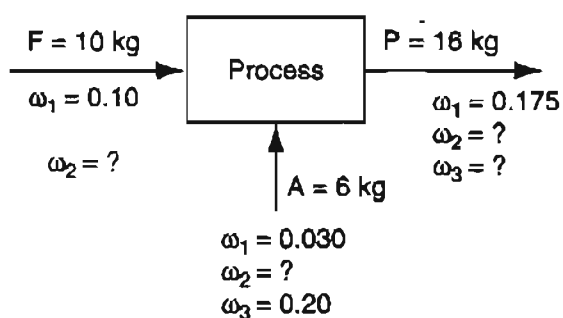 F = 10 kg
P = 16 kg
Process
ω₁ = 0.10
ω₁ = 0.175
ω₂ = ?
ω₂ = ?
ω₃ = ?
A = 6 kg
ω₁ = 0.030
ω₂ = ?
ω₃ = 0.20